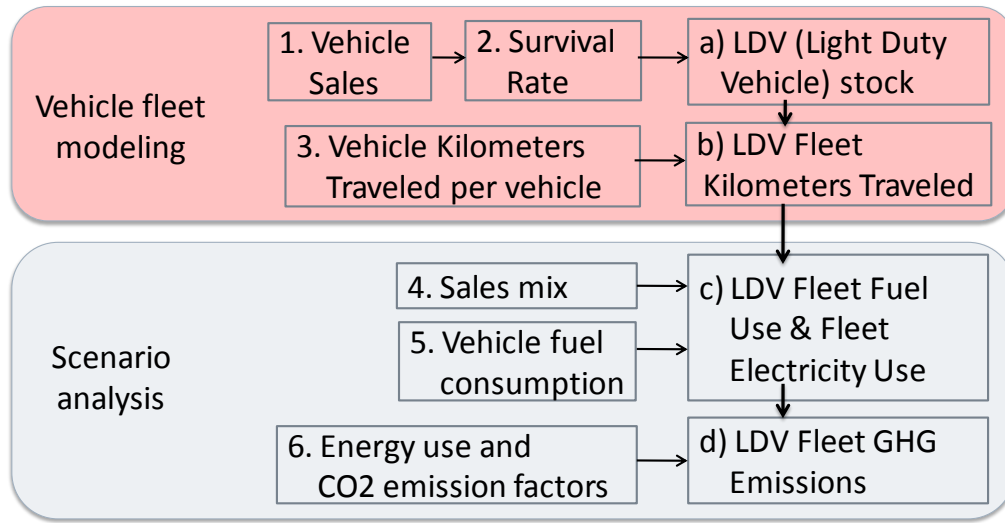 Vehicle fleet
modeling
1. Vehicle
Sales
2. Survival
Rate
a) LDV (Light Duty
Vehicle) stock
3. Vehicle Kilometers
Traveled per vehicle
b) LDV Fleet
Kilometers Traveled
Scenario
analysis
4. Sales mix
5. Vehicle fuel
consumption
c) LDV Fleet Fuel
Use & Fleet
Electricity Use
6. Energy use and
CO2 emission factors
d) LDV Fleet GHG
Emissions